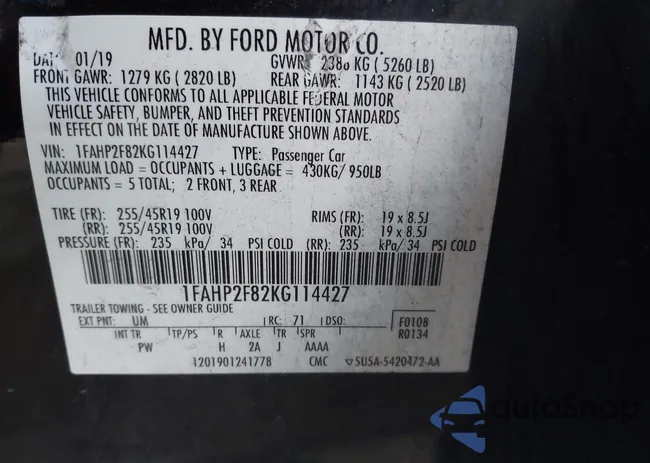 MFD. BY FORD MOTOR CO.
DAT 01/19 GVWR: 2386 KG ( 5260 LB)
FRONT GAWR: 1279 KG ( 2820 LB) REAR GAWR: 1143 KG ( 2520 LB)
THIS VEHICLE CONFORMS TO ALL APPLICABLE FEDERAL MOTOR
VEHICLE SAFETY, BUMPER, AND THEFT PREVENTION STANDARDS
IN EFFECT ON THE DATE OF MANUFACTURE SHOWN ABOVE.
VIN: 1FAHP2F82KG114427 TYPE: Passenger Car
MAXIMUM LOAD = OCCUPANTS + LUGGAGE = 430KG/ 950LB
OCCUPANTS = 5 TOTAL; 2 FRONT, 3 REAR
TIRE (FR): 255/45R19 100V RIMS (FR): 19 x 8.5J
(RR): 255/45R19 100V (RR): 19 x 8.5J
PRESSURE (FR): 235 kPa/ 34 PSI COLD (RR): 235 kPa/ 34 PSI COLD
1FAHP2F82KG114427
TRAILER TOWING - SEE OWNER GUIDE
EXT PNT: UM RC: 71 DSO: F0108
INT TR TP/PS R AXLE TR SPR R0134
PW H 2A J AAAA
1201901241778 CMC 5U5A-5420472-AA
autoSnap